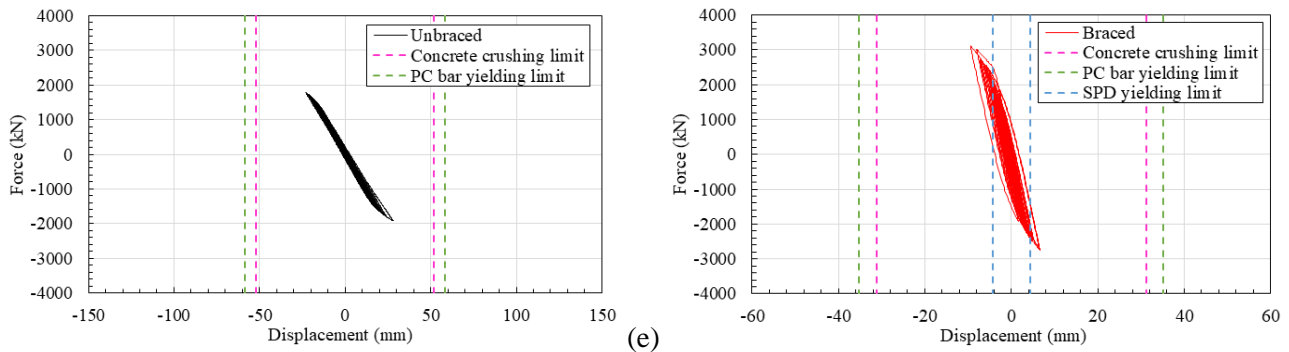 4000
3000
2000
1000
0
-1000
-2000
-3000
-4000
Force (kN)
-150 -100 -50 0 50 100 150
Displacement (mm)
Unbraced
Concrete crushing limit
PC bar yielding limit
(e)
4000
3000
2000
1000
0
-1000
-2000
-3000
-4000
Force (kN)
-60 -40 -20 0 20 40 60
Displacement (mm)
Braced
Concrete crushing limit
PC bar yielding limit
SPD yielding limit